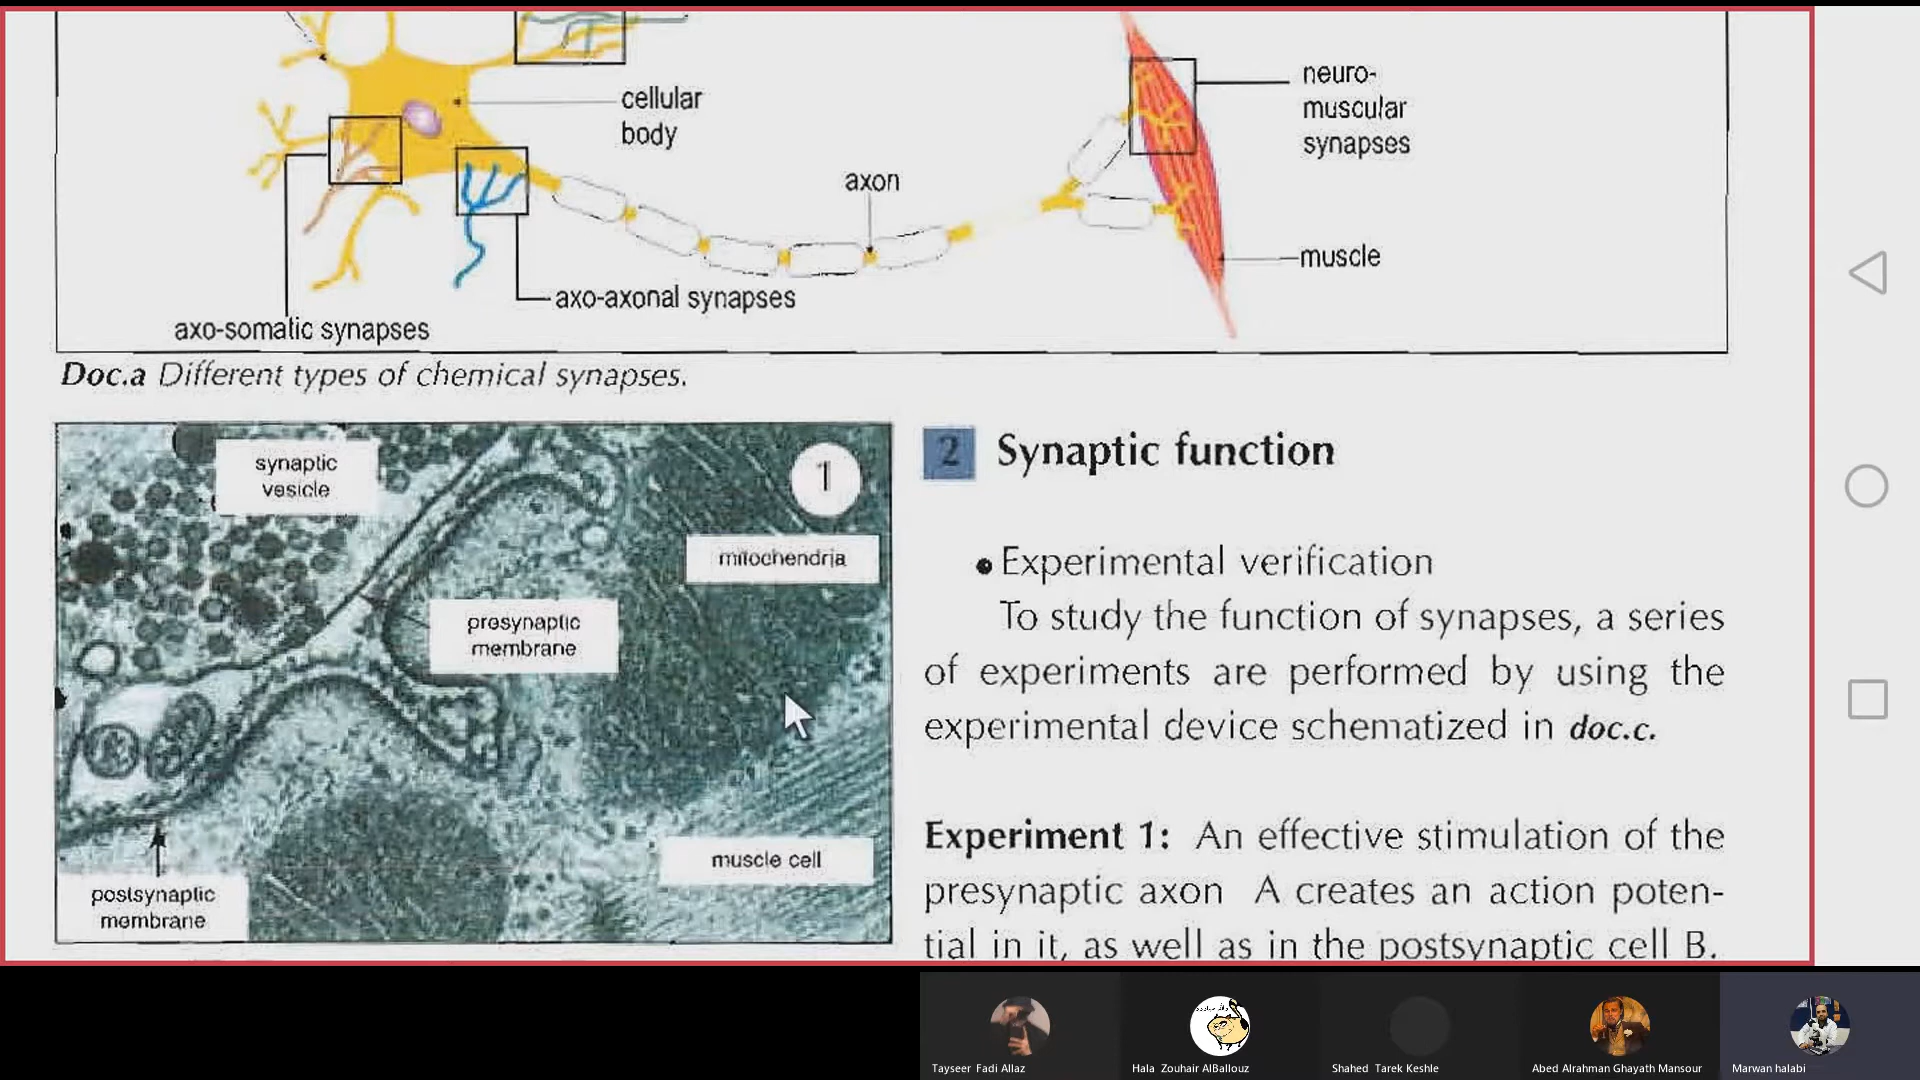 cellular
body
neuro-
muscular
synapses
axon
muscle
axo-axonal synapses
axo-somatic synapses
Doc.a Different types of chemical synapses.
synaptic
vesicle
1
mitochendria
presynaptic
membrane
muscle cell
postsynaptic
membrane
2 Synaptic function
• Experimental verification
To study the function of synapses, a series
of experiments are performed by using the
experimental device schematized in doc.c.
Experiment 1: An effective stimulation of the
presynaptic axon A creates an action poten-
tial in it, as well as in the postsynaptic cell B.
Tayseer Fadi Allaz
Hala Zouhair AlBallouz
Shahed Tarek Keshle
Abed Alrahman Ghayath Mansour
Marwan halabi